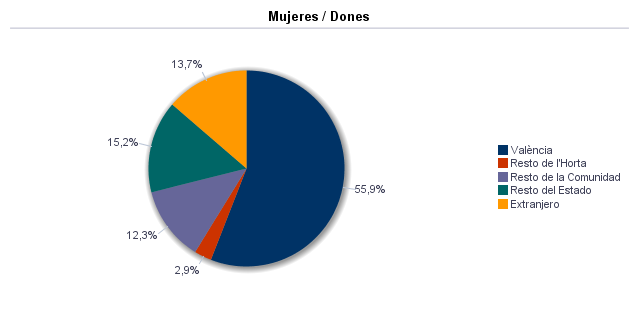 Mujeres / Dones
13,7%
15,2%
55,9%
12,3%
2,9%
València
Resto de l'Horta
Resto de la Comunidad
Resto del Estado
Extranjero